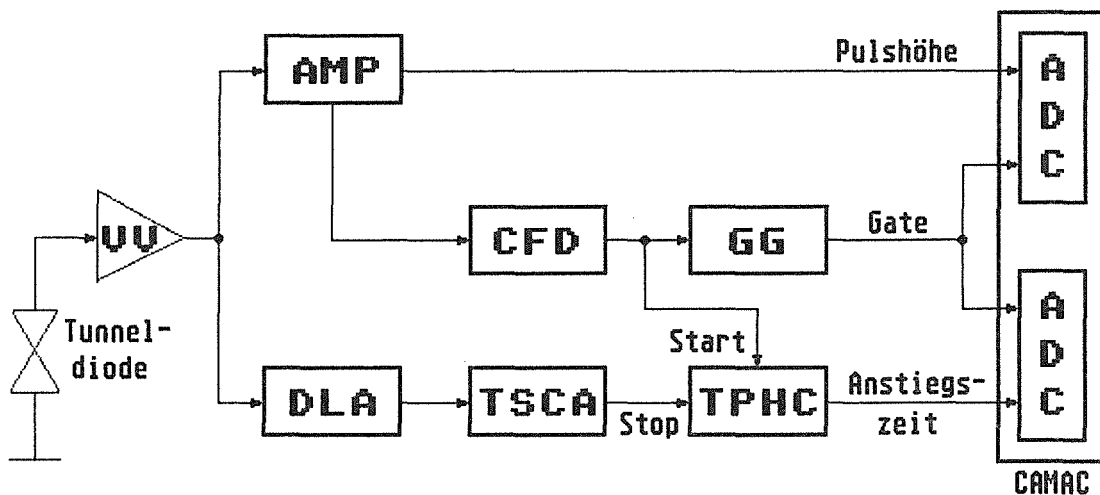 AMP
Pulshöhe
A
D
C
VV
CFD
GG
Gate
Tunnel-
diode
Start
DLA
TSCA
Stop
TPHC
Anstiegs-
zeit
A
D
C
CAMAC